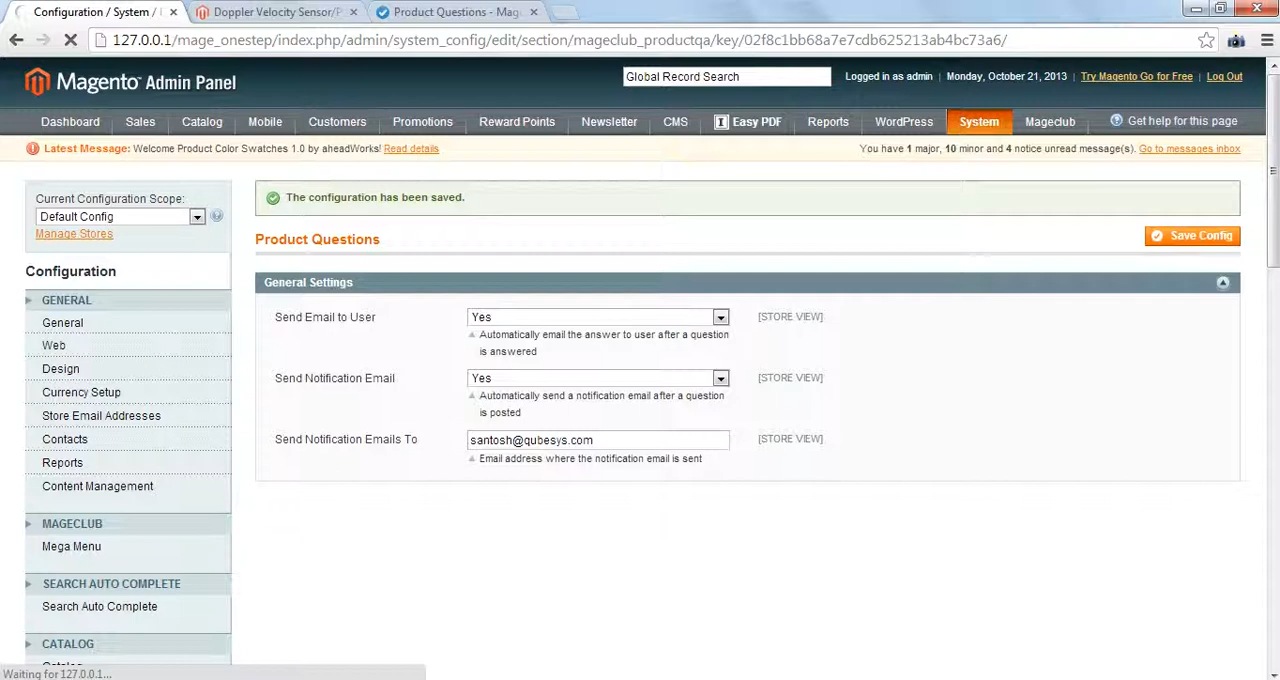 Configuration / System /
Doppler Velocity Sensor/P
Product Questions - Mag
127.0.0.1/mage_onestep/index.php/admin/system_config/edit/section/mageclub_productqa/key/02f8c1bb68a7e7cdb625213ab4bc73a6/
Magento Admin Panel
Global Record Search
Logged in as admin | Monday, October 21, 2013 | Try Magento Go for Free | Log Out
Dashboard Sales Catalog Mobile Customers Promotions Reward Points Newsletter CMS Easy PDF Reports WordPress System Mageclub Get help for this page
Latest Message: Welcome Product Color Swatches 1.0 by aheadWorks! Read details
You have 1 major, 10 minor and 4 notice unread message(s). Go to messages inbox
Current Configuration Scope:
Default Config
Manage Stores
Configuration
GENERAL
General
Web
Design
Currency Setup
Store Email Addresses
Contacts
Reports
Content Management
MAGECLUB
Mega Menu
SEARCH AUTO COMPLETE
Search Auto Complete
CATALOG
The configuration has been saved.
Product Questions
Save Config
General Settings
Send Email to User
Yes
[STORE VIEW]
Automatically email the answer to user after a question
is answered
Send Notification Email
Yes
[STORE VIEW]
Automatically send a notification email after a question
is posted
Send Notification Emails To
santosh@qubesys.com
[STORE VIEW]
Email address where the notification email is sent
Waiting for 127.0.0.1...